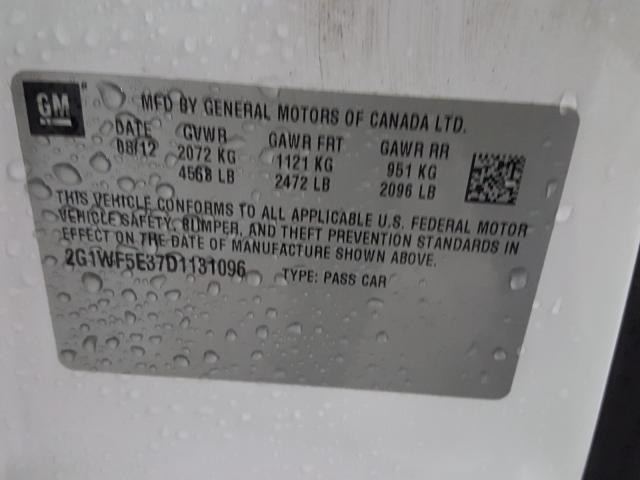 GM
MFD BY GENERAL MOTORS OF CANADA LTD.
DATE GVWR GAWR FRT GAWR RR
08/12 2072 KG 1121 KG 951 KG
4568 LB 2472 LB 2096 LB
THIS VEHICLE CONFORMS TO ALL APPLICABLE U.S. FEDERAL MOTOR
VEHICLE SAFETY, BUMPER, AND THEFT PREVENTION STANDARDS IN
EFFECT ON THE DATE OF MANUFACTURE SHOWN ABOVE.
2G1WF5E37D1131096 TYPE: PASS CAR